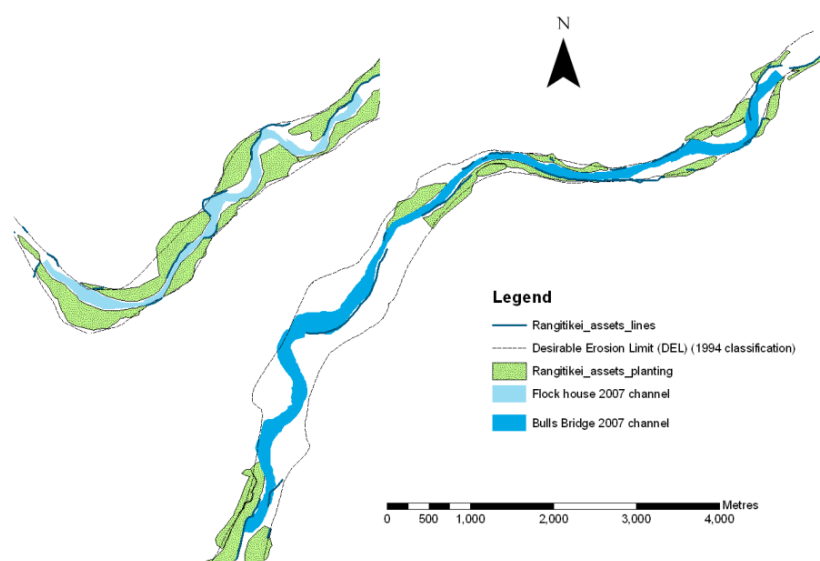 N
Legend
Rangitikei_assets_lines
Desirable Erosion Limit (DEL) (1994 classification)
Rangitikei_assets_planting
Flock house 2007 channel
Bulls Bridge 2007 channel
Metres
0 500 1,000 2,000 3,000 4,000